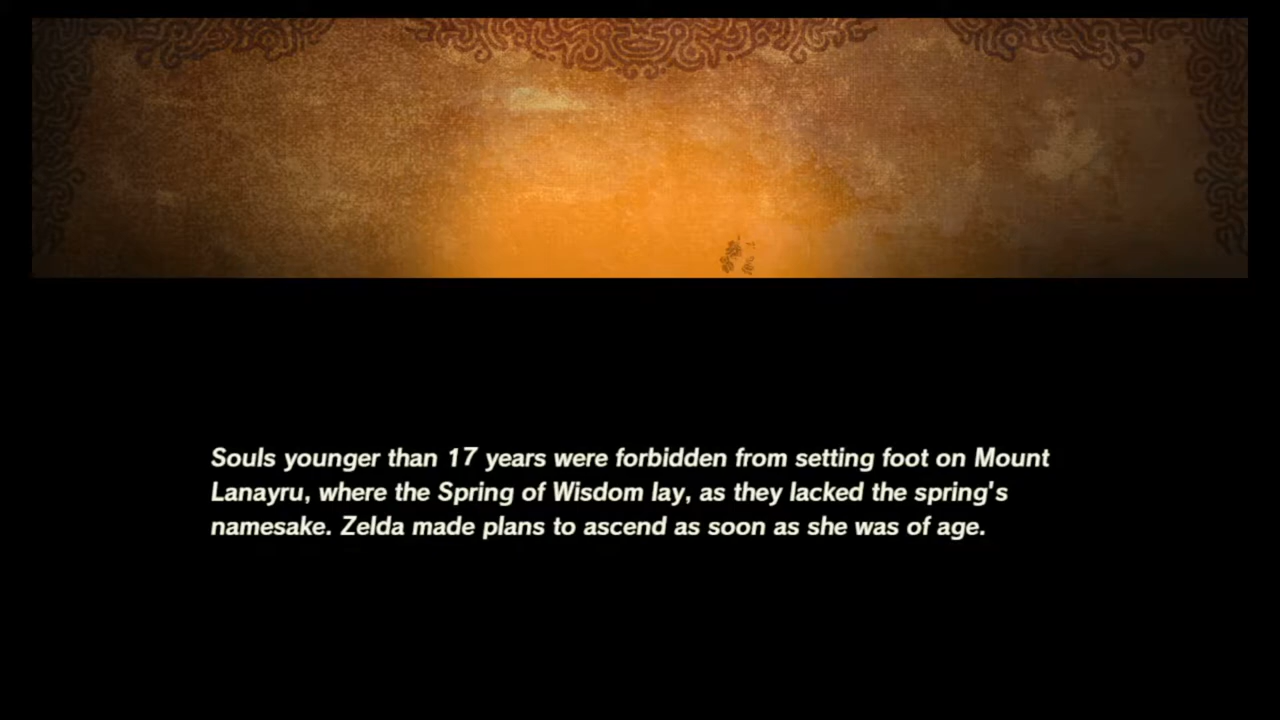 Souls younger than 17 years were forbidden from setting foot on Mount
Lanayru, where the Spring of Wisdom lay, as they lacked the spring's
namesake. Zelda made plans to ascend as soon as she was of age.